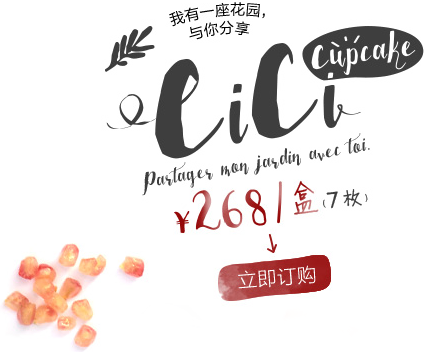 我有一座花园，
与你分享
CiCi
Cupcake
Partager mon jardin avec toi.
¥268/盒(7枚)
立即订购